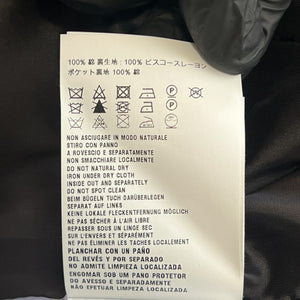 100% 綿 裏生地 : 100% ビスコースレーヨン
ポケット裏地 100% 綿
NON ASCIUGARE IN MODO NATURALE
STIRO CON PANNO
A ROVESCIO E SEPARATAMENTE
NON SMACCHIARE LOCALMENTE
DO NOT NATURAL DRY
IRON UNDER DRY CLOTH
INSIDE OUT AND SEPARATELY
DO NOT SPOT CLEAN
BEIM BÜGELN TUCH DARÜBERLEGEN
SEPARAT AUF LINKS
KEINE LOKALE FLECKENTFERNUNG MÖGLICH
NE PAS SÉCHER À L'AIR LIBRE
REPASSER SOUS UN LINGE SEC
SUR L'ENVERS ET SÉPARÉMENT
NE PAS ÉLIMINER LES TACHES LOCALEMENT
PLANCHAR CON UN PAÑO
DEL REVÉS Y POR SEPARADO
NO ADMITE LIMPIEZA LOCALIZADA
ENGOMAR SOB UM PANO PROTETOR
DO AVESSO E SEPARADAMENTE
NÃO EFETUAR LIMPEZA LOCALIZADA